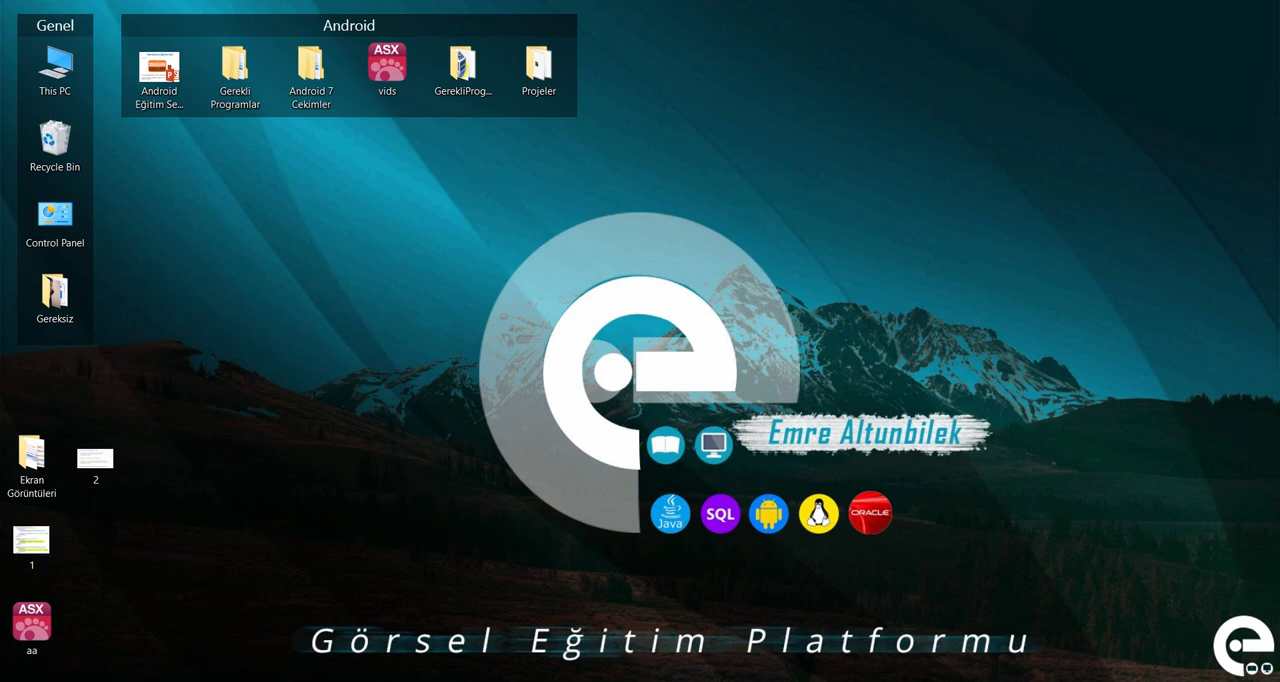 Genel
This PC
Recycle Bin
Control Panel
Gereksiz
Android
Android
Eğitim Se...
Gerekli
Programlar
Android 7
Cekimler
ASX
vids
GerekliProg...
Projeler
Ekran
Görüntüleri
2
1
ASX
aa
Emre Altunbilek
Java
SQL
ORACLE
Görsel Eğitim Platformu